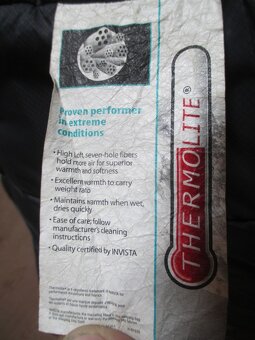 Proven performer
in extreme
conditions
• High loft, seven-hole fibers
hold more air for superior
warmth and softness
• Excellent warmth to carry
weight ratio
• Maintains warmth when wet,
dries quickly
• Ease of care; follow
manufacturer's cleaning
instructions
• Quality certified by INVISTA
THERMOLITE®